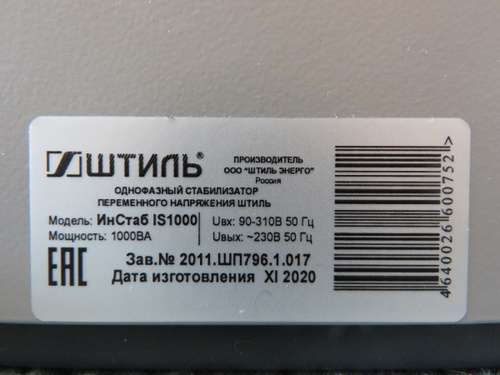 ШТИЛЬ®
ПРОИЗВОДИТЕЛЬ
ООО "ШТИЛЬ ЭНЕРГО"
Россия
ОДНОФАЗНЫЙ СТАБИЛИЗАТОР
ПЕРЕМЕННОГО НАПРЯЖЕНИЯ ШТИЛЬ
Модель: ИнСтаб IS1000
Мощность: 1000ВА
Uвх: 90-310В 50 Гц
Uвых: ~230В 50 Гц
ЕАС
Зав.№ 2011.ШП796.1.017
Дата изготовления XI 2020
4640026600752>